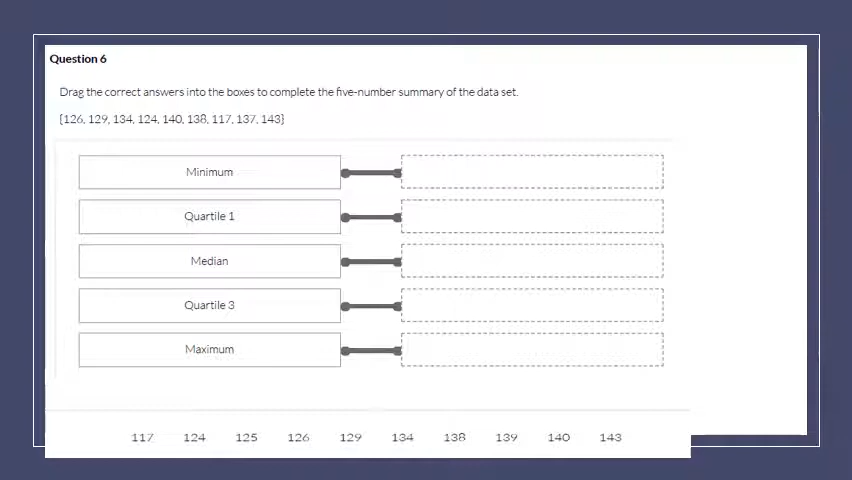 Question 6
Drag the correct answers into the boxes to complete the five-number summary of the data set.
{126, 129, 134, 124, 140, 138, 117, 137, 143}
Minimum
Quartile 1
Median
Quartile 3
Maximum
117 124 125 126 129 134 138 139 140 143